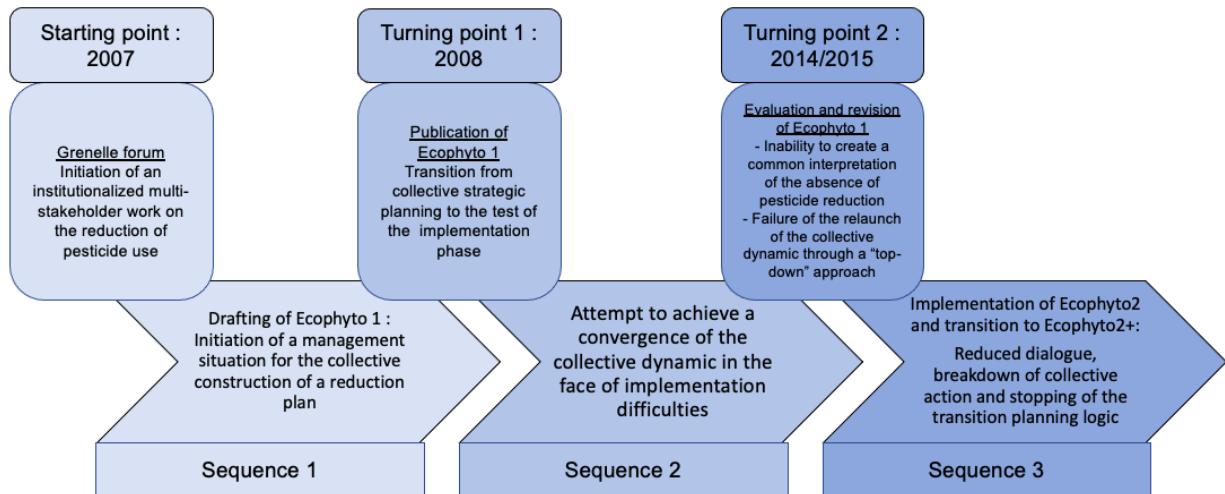 Starting point :
2007
Grenelle forum
Initiation of an
institutionalized multi-
stakeholder work on
the reduction of
pesticide use
Turning point 1 :
2008
Publication of
Ecophyto 1
Transition from
collective strategic
planning to the test
of the implementation
phase
Turning point 2 :
2014/2015
Evaluation and revision
of Ecophyto 1
- Inability to create a
common interpretation
of the absence of
pesticide reduction
- Failure of the relaunch
of the collective
dynamic through a “top-
down” approach
Drafting of Ecophyto 1 :
Initiation of a management
situation for the collective
construction of a reduction
plan
Attempt to achieve a
convergence of the
collective dynamic in the
face of implementation
difficulties
Implementation of Ecophyto2
and transition to Ecophyto2+:
Reduced dialogue,
breakdown of collective
action and stopping of the
transition planning logic
Sequence 1
Sequence 2
Sequence 3